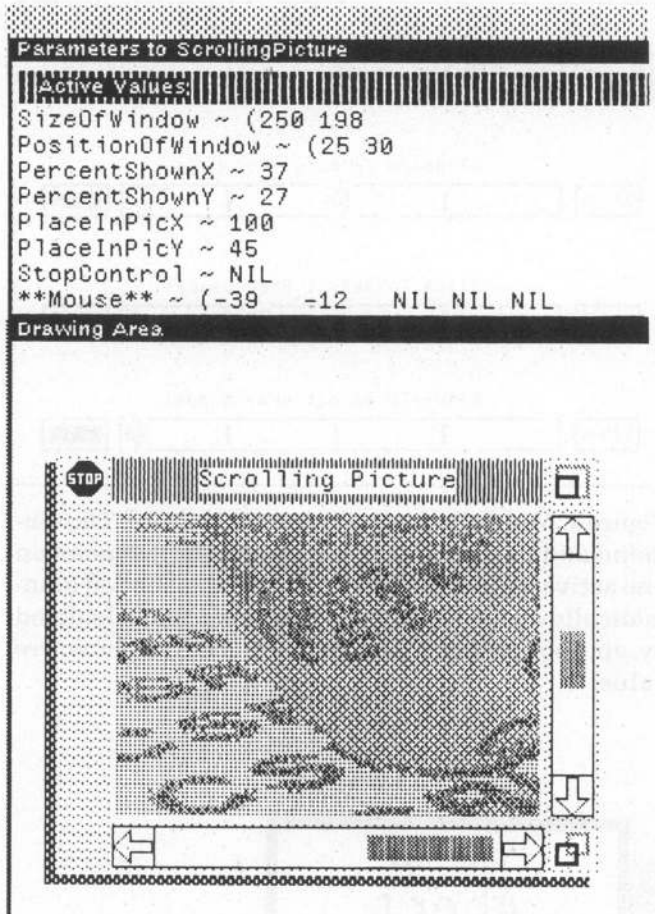 Parameters to ScrollingPicture
Active Values:
SizeOfWindow ~ (250 198
PositionOfWindow ~ (25 30
PercentShownX ~ 37
PercentShownY ~ 27
PlaceInPicX ~ 100
PlaceInPicY ~ 45
StopControl ~ NIL
**Mouse** ~ (-39 -12 NIL NIL NIL
Drawing Area
STOP Scrolling Picture